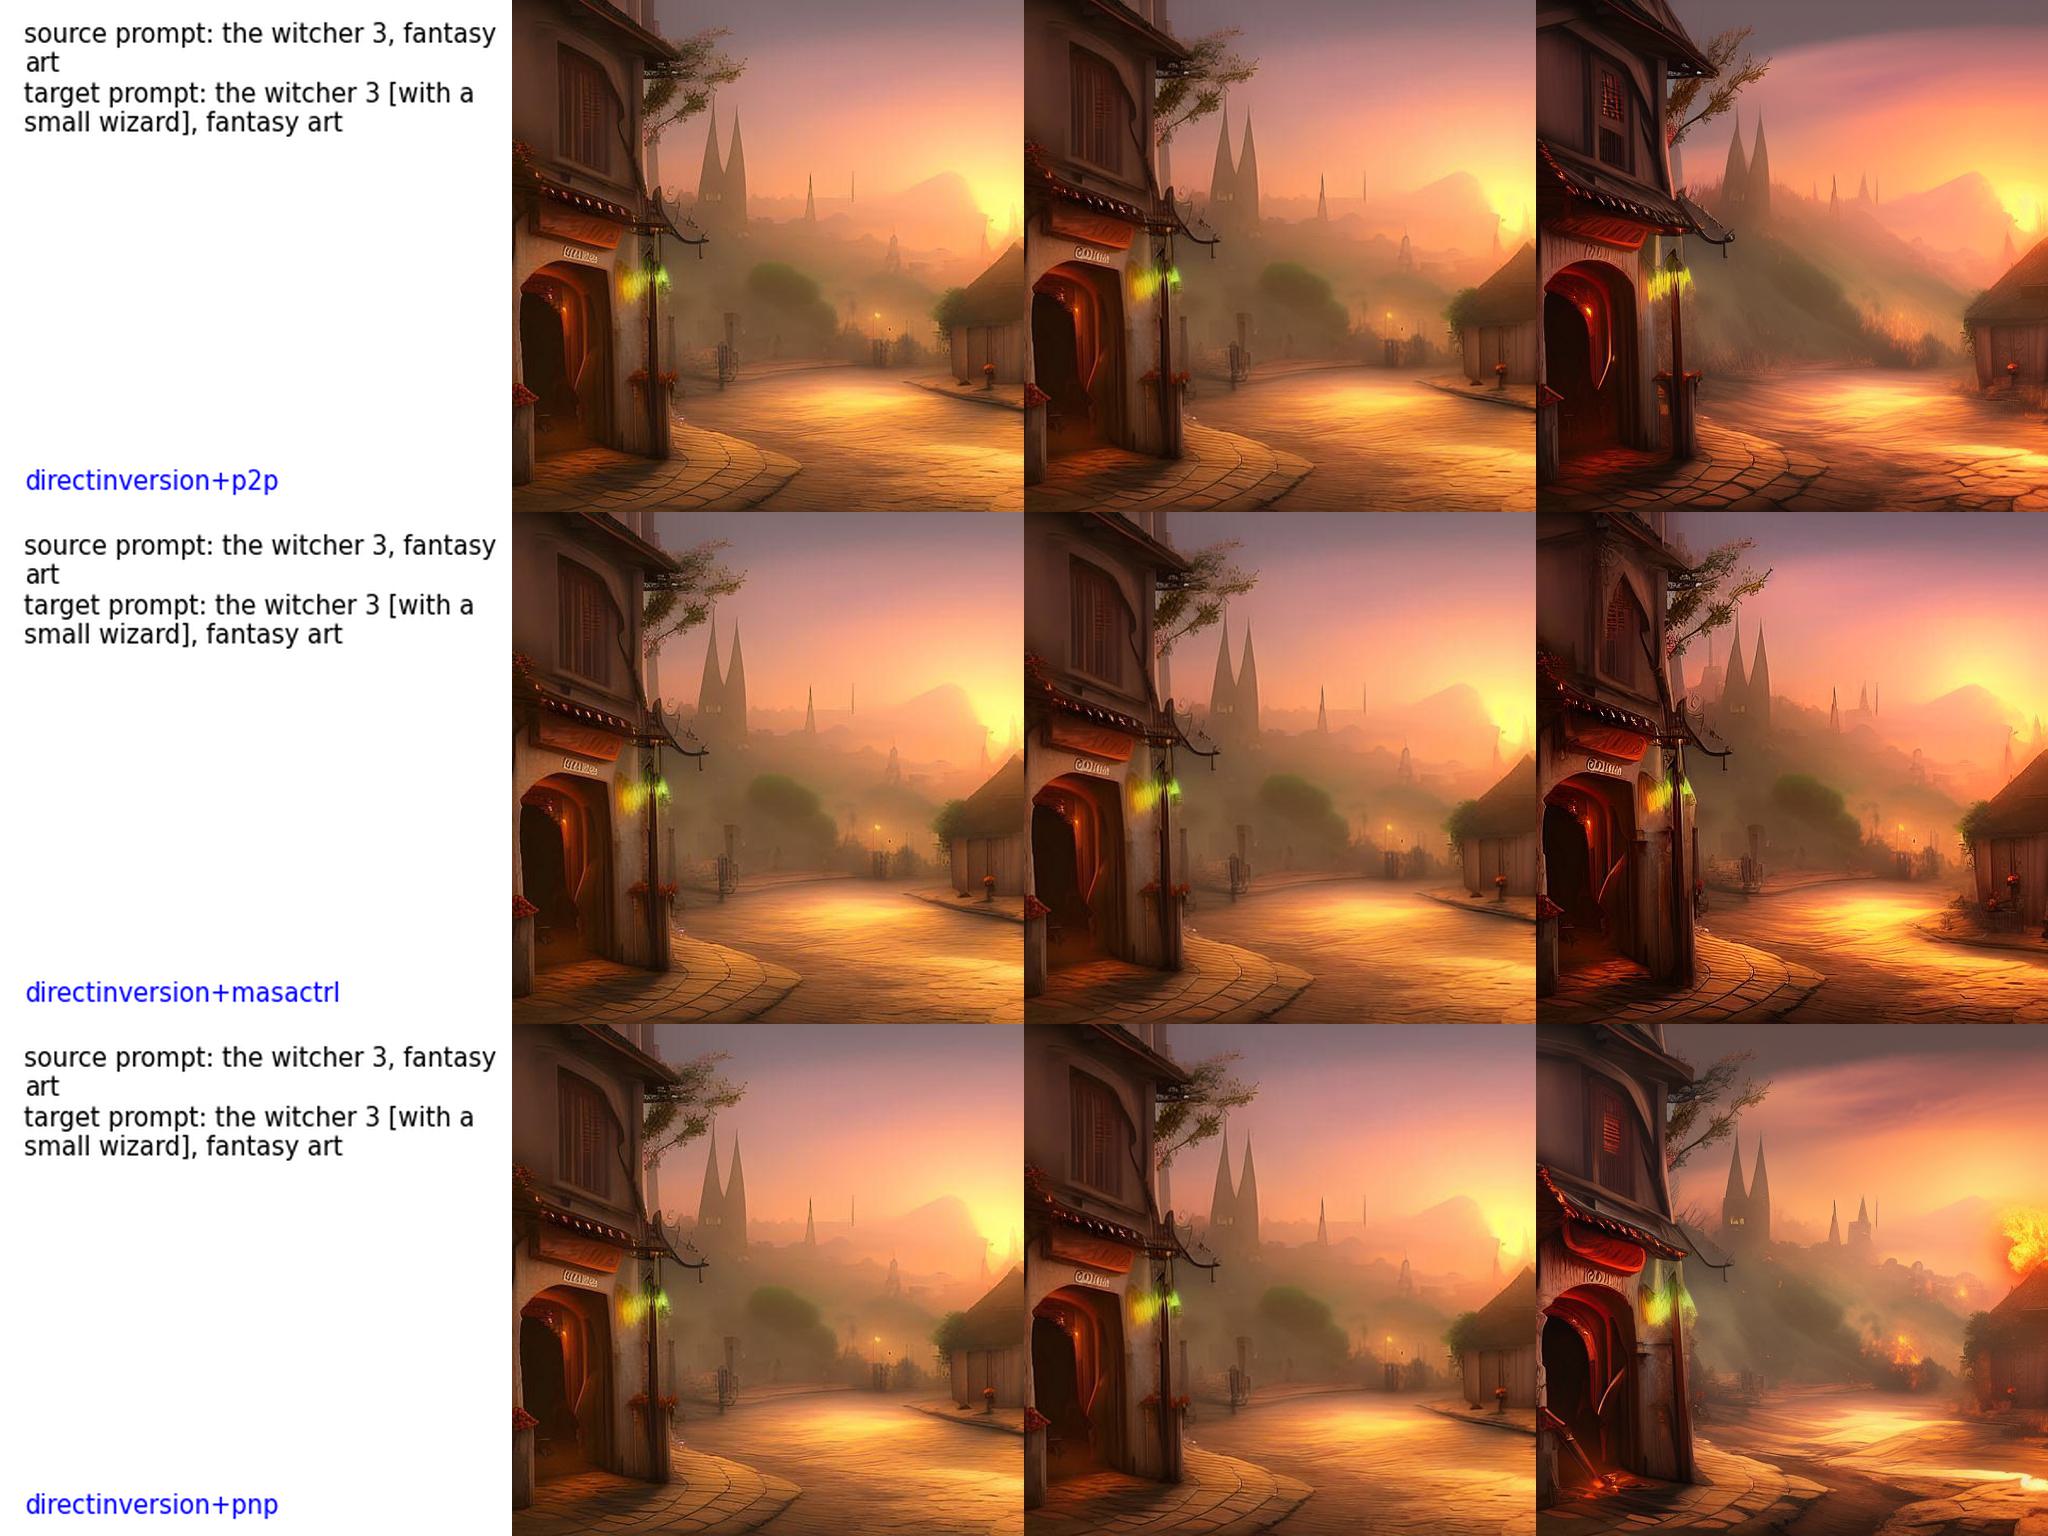 source prompt: the witcher 3, fantasy
art
target prompt: the witcher 3 [with a
small wizard], fantasy art
directinversion+p2p
source prompt: the witcher 3, fantasy
art
target prompt: the witcher 3 [with a
small wizard], fantasy art
directinversion+masactrl
source prompt: the witcher 3, fantasy
art
target prompt: the witcher 3 [with a
small wizard], fantasy art
directinversion+pnp